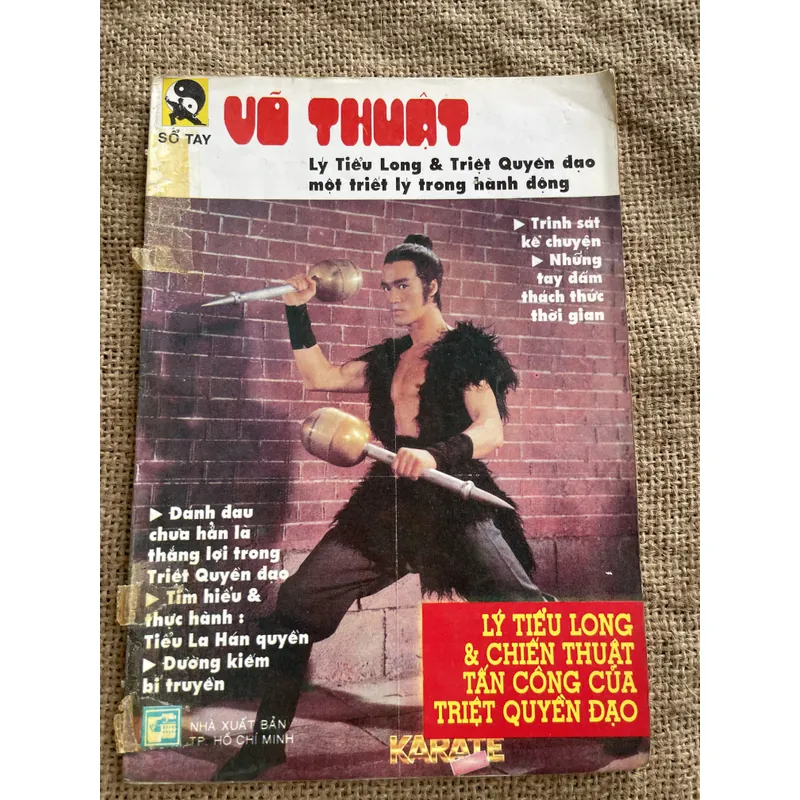 SỔ TAY
VÕ THUẬT
Lý Tiểu Long & Triệt Quyền đạo
một triết lý trong hành động
▶ Trinh sát
kể chuyện
▶ Những
tay đấm
thách thức
thời gian
▶ Đánh đau
chưa hẳn là
thắng lợi trong
Triệt Quyền đạo
▶ Tìm hiểu &
thực hành :
Tiểu La Hán quyền
▶ Đường kiếm
bí truyền
LÝ TIỂU LONG
& CHIẾN THUẬT
TẤN CÔNG CỦA
TRIỆT QUYỀN ĐẠO
NHÀ XUẤT BẢN
TP. HỒ CHÍ MINH
KARATE